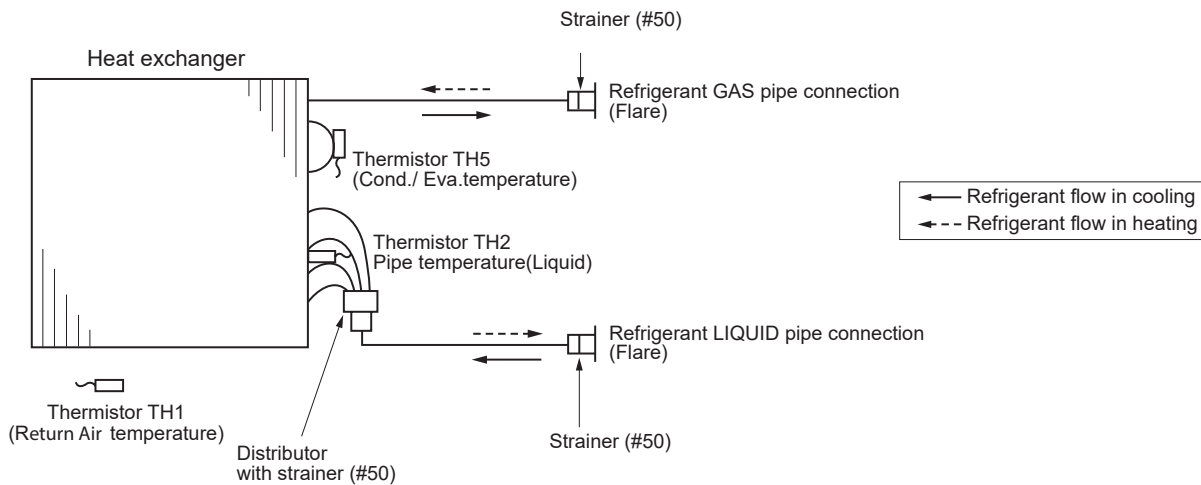 Strainer (#50)
Heat exchanger
Refrigerant GAS pipe connection
(Flare)
Thermistor TH5
(Cond./ Eva.temperature)
Refrigerant flow in cooling
Refrigerant flow in heating
Thermistor TH2
Pipe temperature(Liquid)
Refrigerant LIQUID pipe connection
(Flare)
Thermistor TH1
(Return Air temperature)
Distributor
with strainer (#50)
Strainer (#50)